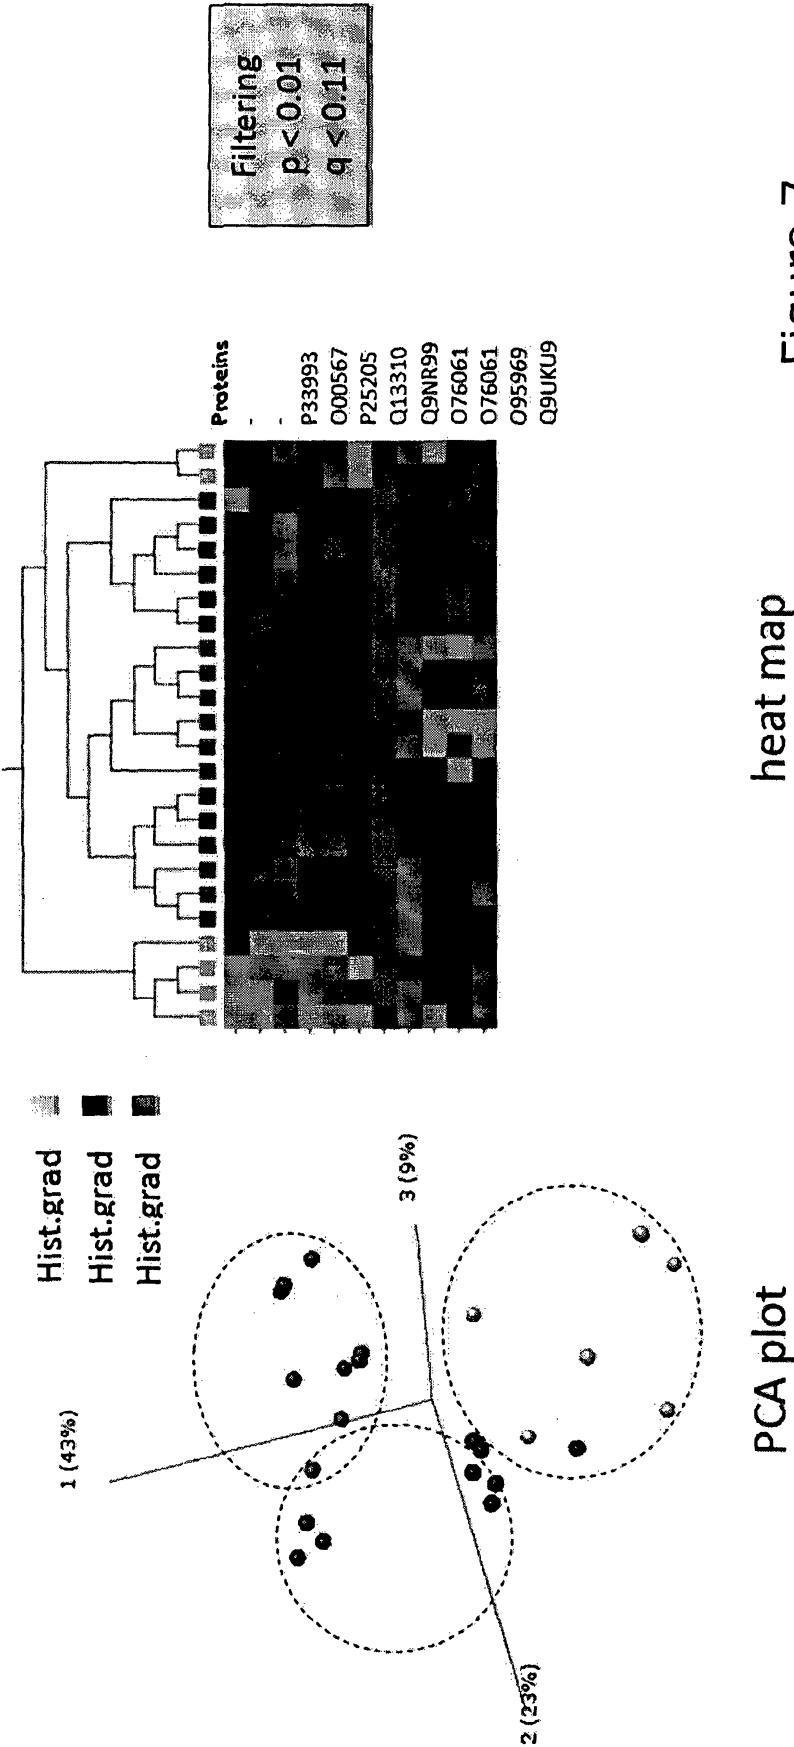 Hist.grad
Hist.grad
Hist.grad
1 (43%)
2 (23%)
3 (9%)
PCA plot
Proteins
-
-
P33993
O00567
P25205
Q13310
Q9NR99
O76061
O76061
O95969
Q9UKU9
heat map
Filtering
p < 0.01
q < 0.11
Figure 7